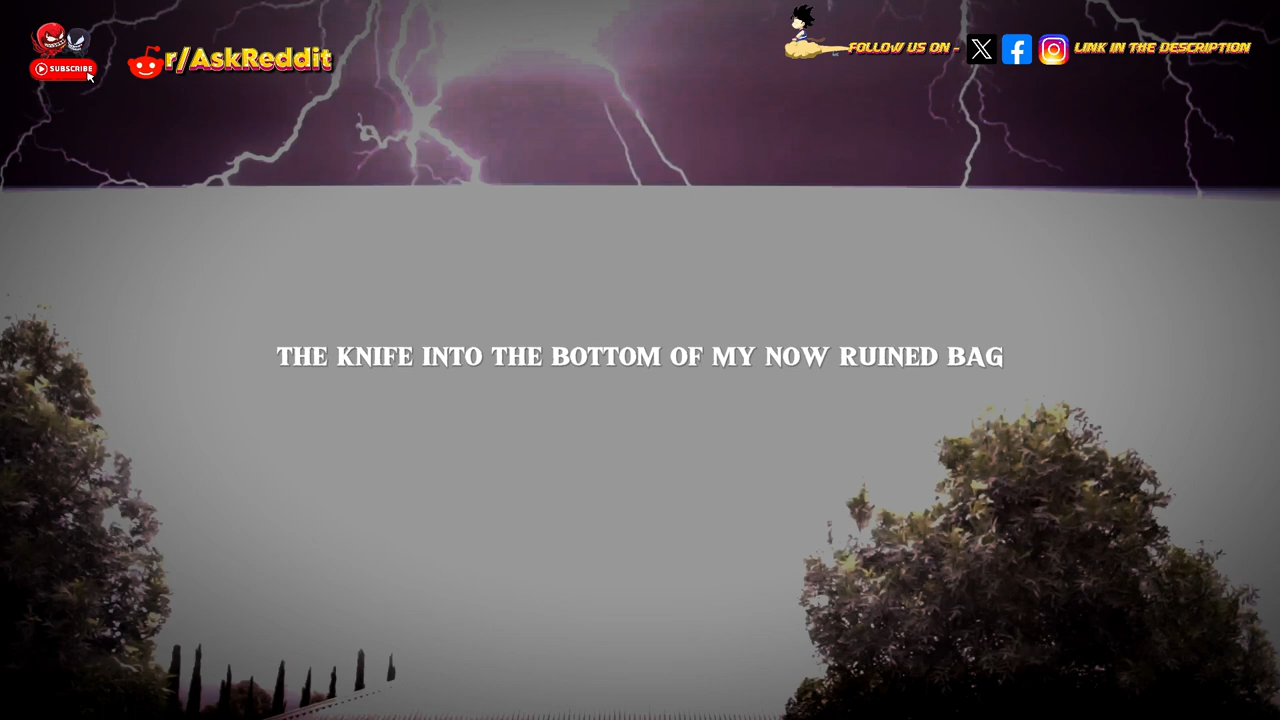 SUBSCRIBE
r/AskReddit
FOLLOW US ON -
LINK IN THE DESCRIPTION
THE KNIFE INTO THE BOTTOM OF MY NOW RUINED BAG